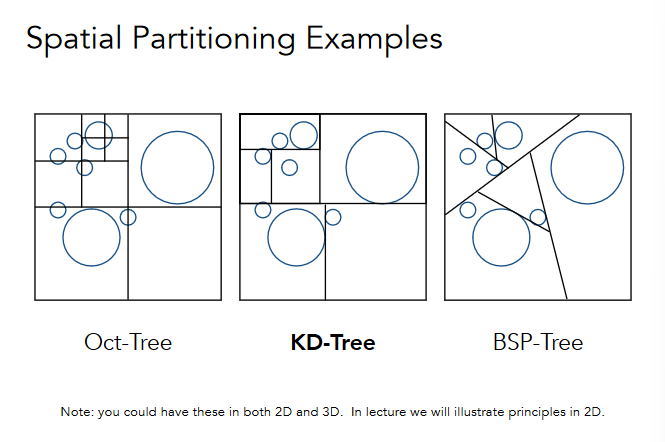 Spatial Partitioning Examples
Oct-Tree
KD-Tree
BSP-Tree
Note: you could have these in both 2D and 3D. In lecture we will illustrate principles in 2D.